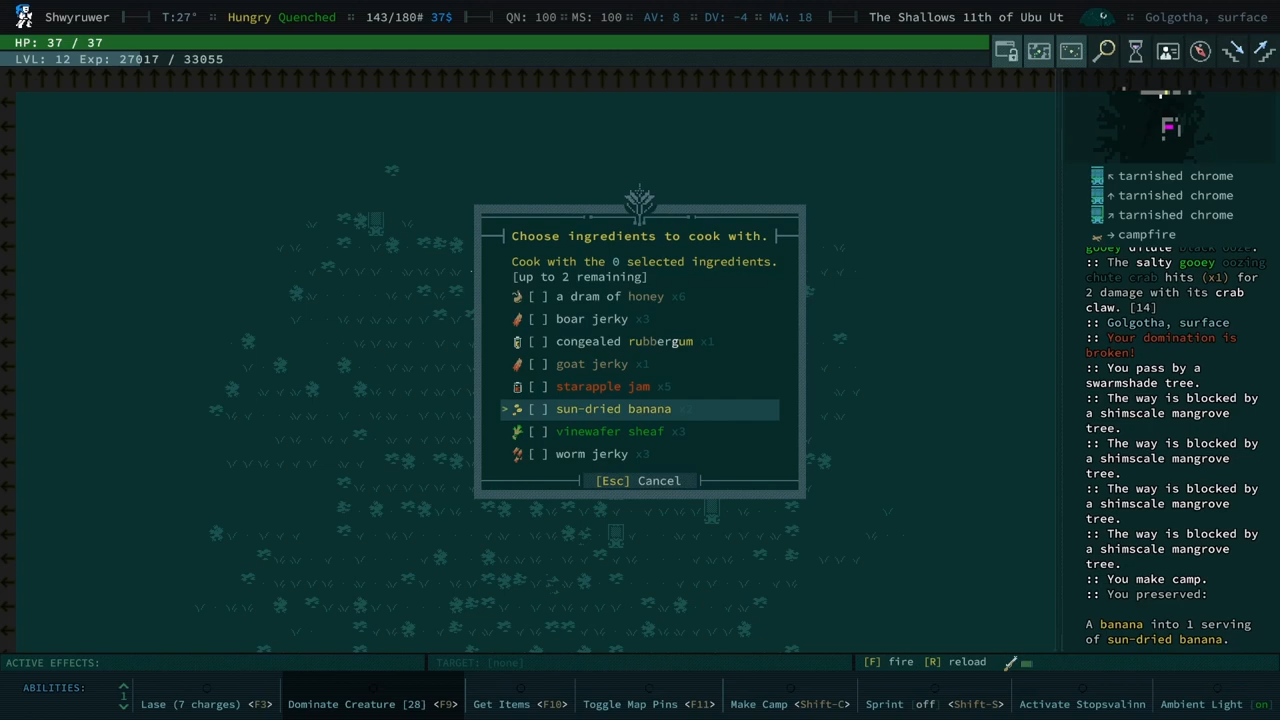 Shwyruwer T:27° Hungry Quenched 143/180# 37$ QN: 100 MS: 100 AV: 8 DV: -4 MA: 18 The Shallows 11th of Ubu Ut Golgotha, surface
HP: 37 / 37
LVL: 12 Exp: 27017 / 33055
Choose ingredients to cook with.
Cook with the 0 selected ingredients.
[up to 2 remaining]
[ ] a dram of honey x6
[ ] boar jerky x3
[ ] congealed rubbergum x1
[ ] goat jerky x1
[ ] starapple jam x5
> [ ] sun-dried banana
[ ] vinewafer sheaf x3
[ ] worm jerky x3
[Esc] Cancel
tarnished chrome
tarnished chrome
tarnished chrome
campfire
gooey dilute black ooze.
:: The salty gooey oozing
chute crab hits (x1) for
2 damage with its crab
claw. [14]
:: Golgotha, surface
:: Your domination is
broken!
:: You pass by a
swarmshade tree.
:: The way is blocked by
a shimscale mangrove
tree.
:: The way is blocked by
a shimscale mangrove
tree.
:: The way is blocked by
a shimscale mangrove
tree.
:: The way is blocked by
a shimscale mangrove
tree.
:: You make camp.
:: You preserved:
A banana into 1 serving
of sun-dried banana.
ACTIVE EFFECTS: TARGET: [none] [F] fire [R] reload
ABILITIES: 1 Lase (7 charges) <F3> Dominate Creature [28] <F9> Get Items <F10> Toggle Map Pins <F11> Make Camp <Shift-C> Sprint [off] <Shift-S> Activate Stopsvalinn Ambient Light [on]